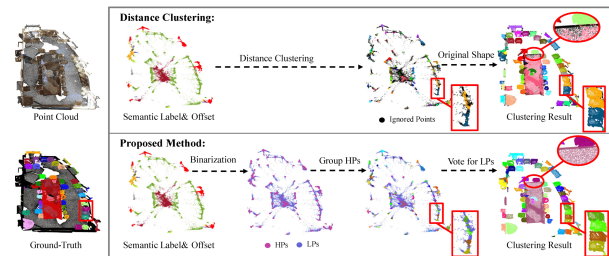 Distance Clustering:
Distance Clustering
Original Shape
Point Cloud
Semantic Label& Offset
Ignored Points
Clustering Result
Proposed Method:
Binarization
Group HPs
Vote for LPs
Ground-Truth
Semantic Label& Offset
HPs
LPs
Clustering Result